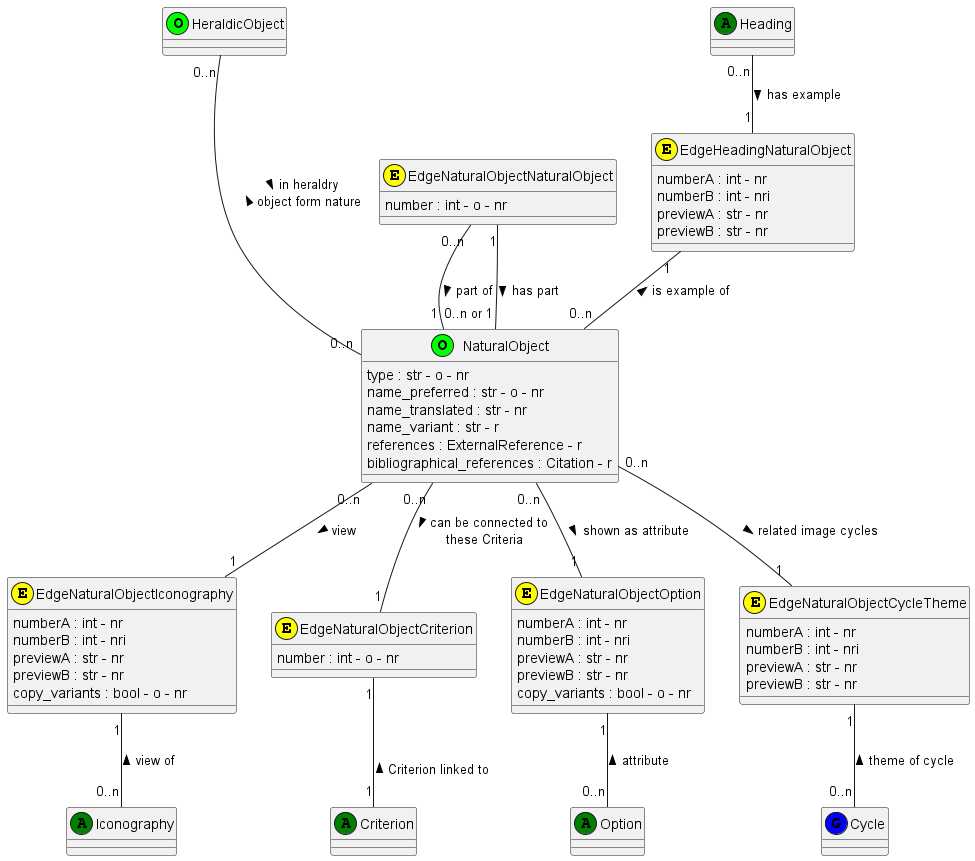 O HeraldicObject
A Heading
0..n
0..n
has example
1
E EdgeHeadingNaturalObject
numberA : int - nr
numberB : int - nri
previewA : str - nr
previewB : str - nr
E EdgeNaturalObjectNaturalObject
number : int - o - nr
in heraldry
object form nature
0..n
1
1
part of
has part
is example of
1
0..n or 1
0..n
0..n
O NaturalObject
type : str - o - nr
name_preferred : str - o - nr
name_translated : str - nr
name_variant : str - r
references : ExternalReference - r
bibliographical_references : Citation - r
0..n
0..n
0..n
0..n
view
can be connected to
these Criteria
shown as attribute
related image cycles
1
1
1
1
E EdgeNaturalObjectIconography
numberA : int - nr
numberB : int - nri
previewA : str - nr
previewB : str - nr
copy_variants : bool - o - nr
E EdgeNaturalObjectCriterion
number : int - o - nr
E EdgeNaturalObjectOption
numberA : int - nr
numberB : int - nri
previewA : str - nr
previewB : str - nr
copy_variants : bool - o - nr
E EdgeNaturalObjectCycleTheme
numberA : int - nr
numberB : int - nri
previewA : str - nr
previewB : str - nr
1
1
1
1
view of
Criterion linked to
attribute
theme of cycle
0..n
1
0..n
0..n
A Iconography
A Criterion
A Option
G Cycle